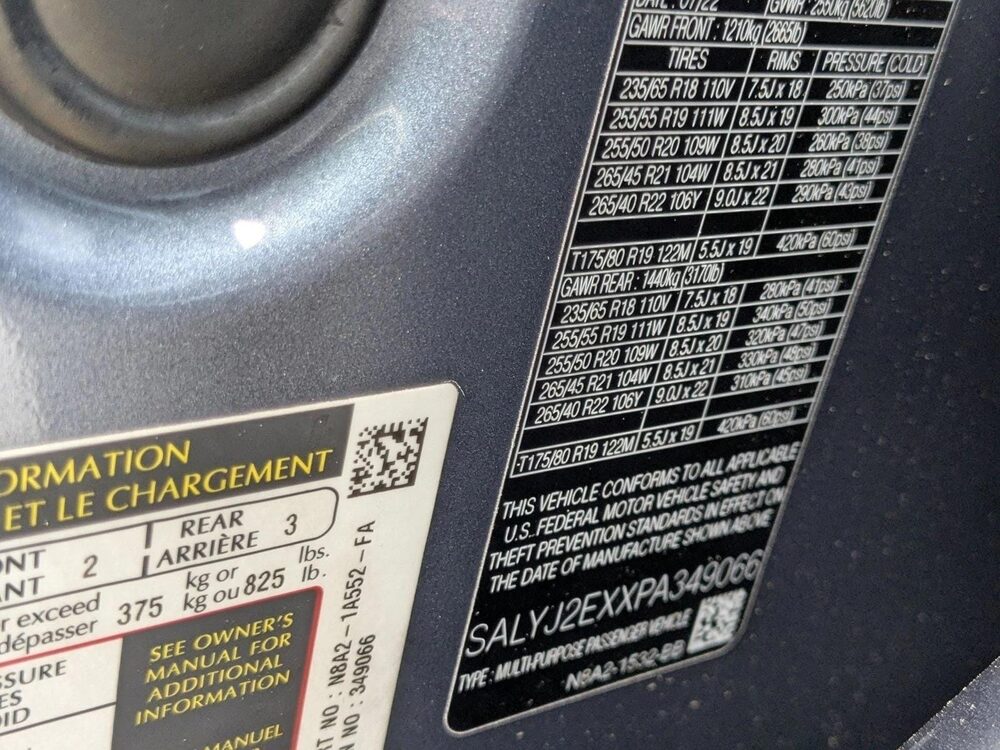 DATE : 07/22 GVWR : 2550kg (5620lb)
GAWR FRONT : 1210kg (2665lb)
TIRES RIMS PRESSURE (COLD)
235/65 R18 110V 7.5J x 18 250kPa (37psi)
255/55 R19 111W 8.5J x 19 300kPa (44psi)
255/50 R20 109W 8.5J x 20 260kPa (38psi)
265/45 R21 104W 8.5J x 21 280kPa (41psi)
265/40 R22 106Y 9.0J x 22 290kPa (43psi)
T175/80 R19 122M 5.5J x 19 420kPa (60psi)
GAWR REAR : 1440kg (3170lb)
235/65 R18 110V 7.5J x 18 280kPa (41psi)
255/55 R19 111W 8.5J x 19 340kPa (50psi)
255/50 R20 109W 8.5J x 20 320kPa (47psi)
265/45 R21 104W 8.5J x 21 330kPa (48psi)
265/40 R22 106Y 9.0J x 22 310kPa (45psi)
T175/80 R19 122M 5.5J x 19 420kPa (60psi)
THIS VEHICLE CONFORMS TO ALL APPLICABLE
U.S. FEDERAL MOTOR VEHICLE SAFETY AND
THEFT PREVENTION STANDARDS IN EFFECT ON
THE DATE OF MANUFACTURE SHOWN ABOVE
SALYJ2EXXPA349066
TYPE : MULTI-PURPOSE PASSENGER VEHICLE
N8A2-1532-BB
ORMATION
ET LE CHARGEMENT
ONT 2 REAR 3
ANT ARRIÈRE
r exceed 375 kg or 825 lbs.
dépasser kg ou lb.
SSURE
ES
OID
SEE OWNER'S
MANUAL FOR
ADDITIONAL
INFORMATION
MANUEL
RT NO : N8A2-1A552-FA
N NO : 349066